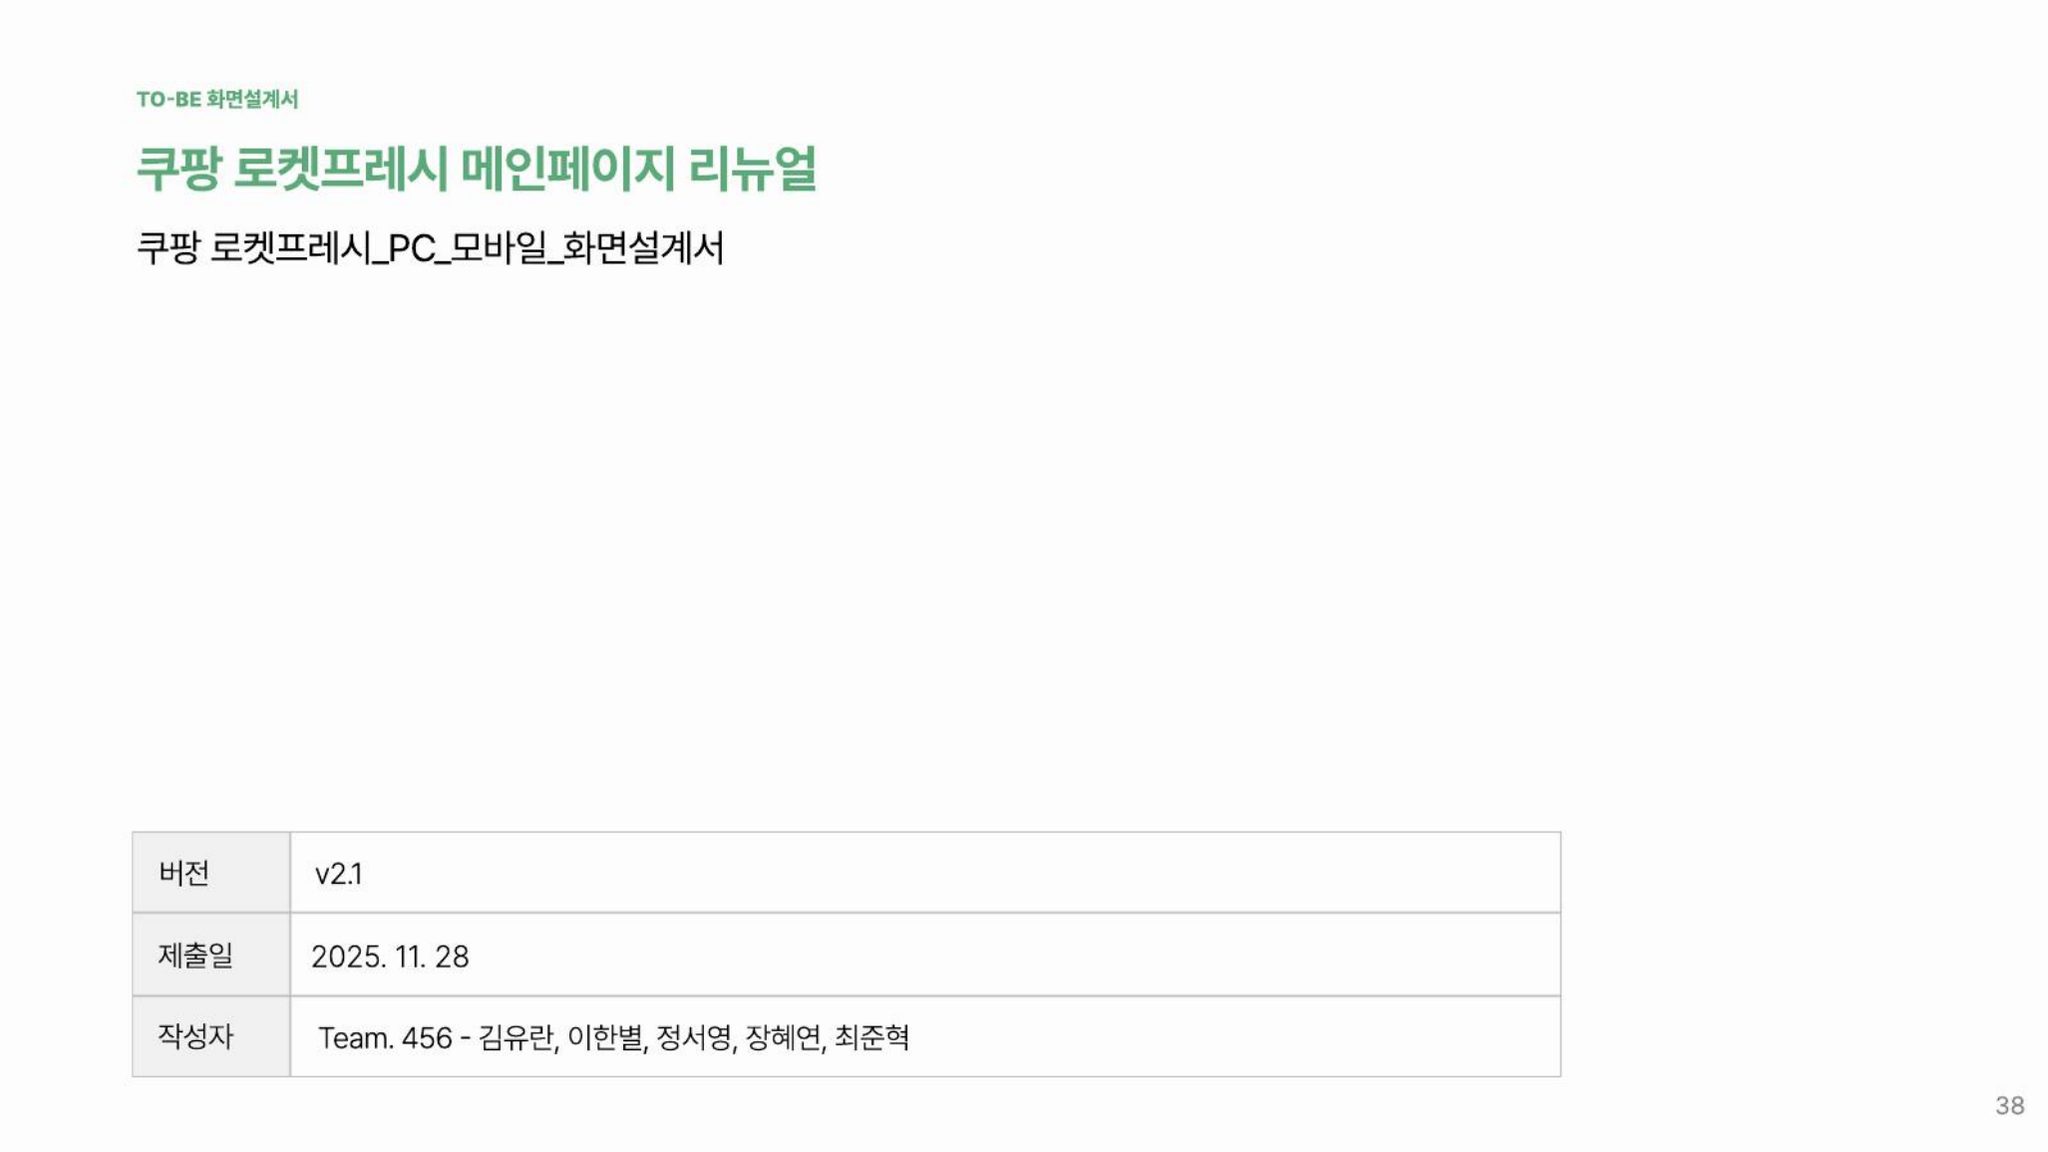 TO-BE 화면설계서
쿠팡 로켓프레시 메인페이지 리뉴얼
쿠팡 로켓프레시_PC_모바일_화면설계서
버전 v2.1
제출일 2025. 11. 28
작성자 Team. 456 - 김유란, 이한별, 정서영, 장혜연, 최준혁
38